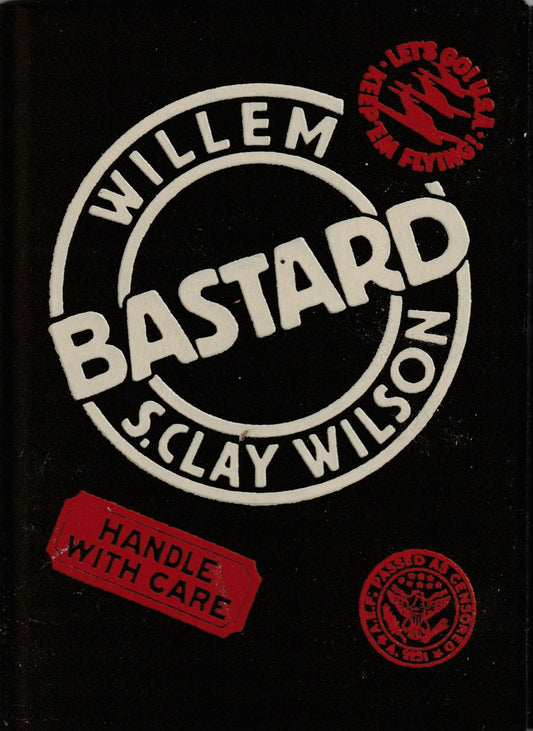 LET'S GO! U.S.A.
KEEP 'EM FLYING!
WILLEM
BASTARD
S. CLAY WILSON
HANDLE
WITH CARE
A.E.F. PASSED AS CENSORED